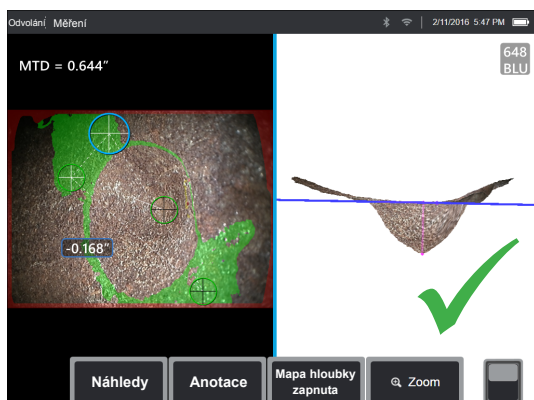 Odvolání Měření
2/11/2016 5:47 PM
MTD = 0.644"
648
BLU
-0.168"
Náhledy
Anotace
Mapa hloubky
zapnuta
Zoom